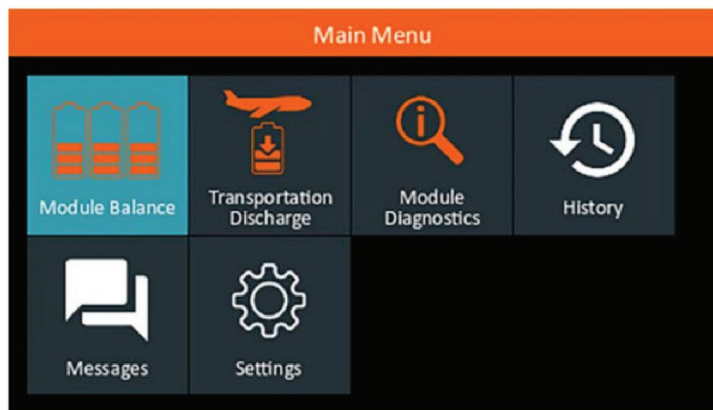 Main Menu
Module Balance
Transportation
Discharge
Module
Diagnostics
History
Messages
Settings